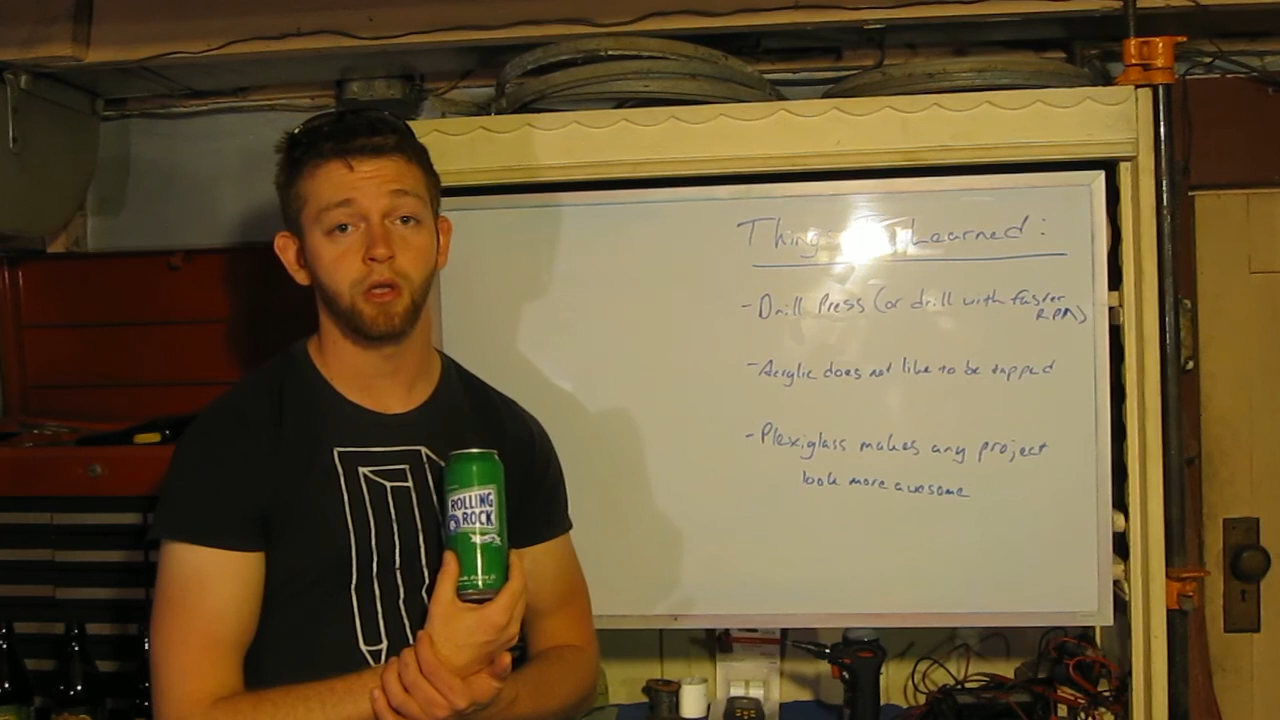 Things Learned:
- Drill Press (or drill with faster
RPM)
- Acrylic does not like to be tapped
- Plexiglass makes any project
look more awesome
ROLLING
ROCK